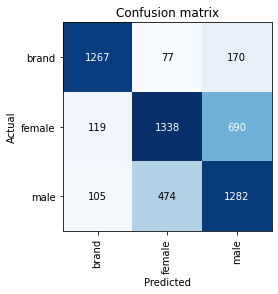 Confusion matrix
brand 1267 77 170
female 119 1338 690
male 105 474 1282
brand female male
Actual
Predicted